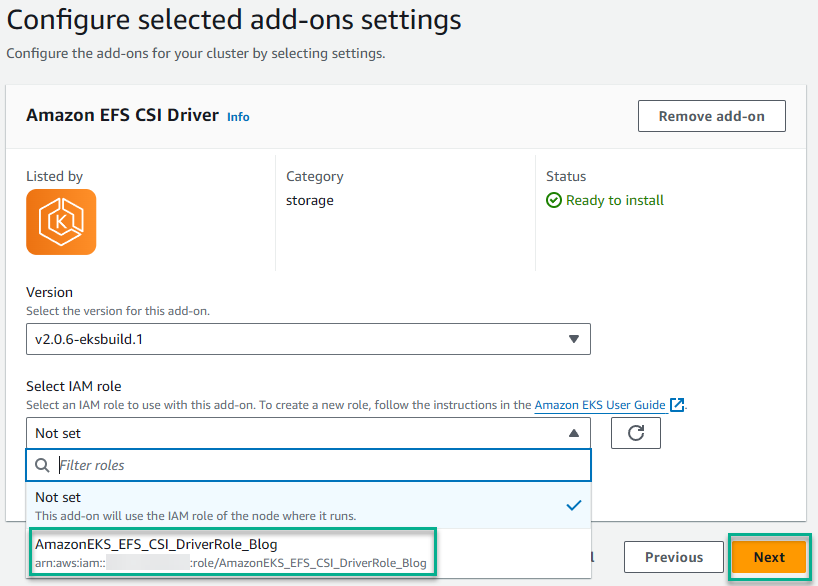 Configure selected add-ons settings
Configure the add-ons for your cluster by selecting settings.
Amazon EFS CSI Driver Info
Remove add-on
Listed by
Category
Status
K
storage
Ready to install
Version
Select the version for this add-on.
v2.0.6-eksbuild.1
Select IAM role
Select an IAM role to use with this add-on. To create a new role, follow the instructions in the Amazon EKS User Guide.
Not set
Filter roles
Not set
This add-on will use the IAM role of the node where it runs.
AmazonEKS_EFS_CSI_DriverRole_Blog
arn:aws:iam:: :role/AmazonEKS_EFS_CSI_DriverRole_Blog
Previous
Next